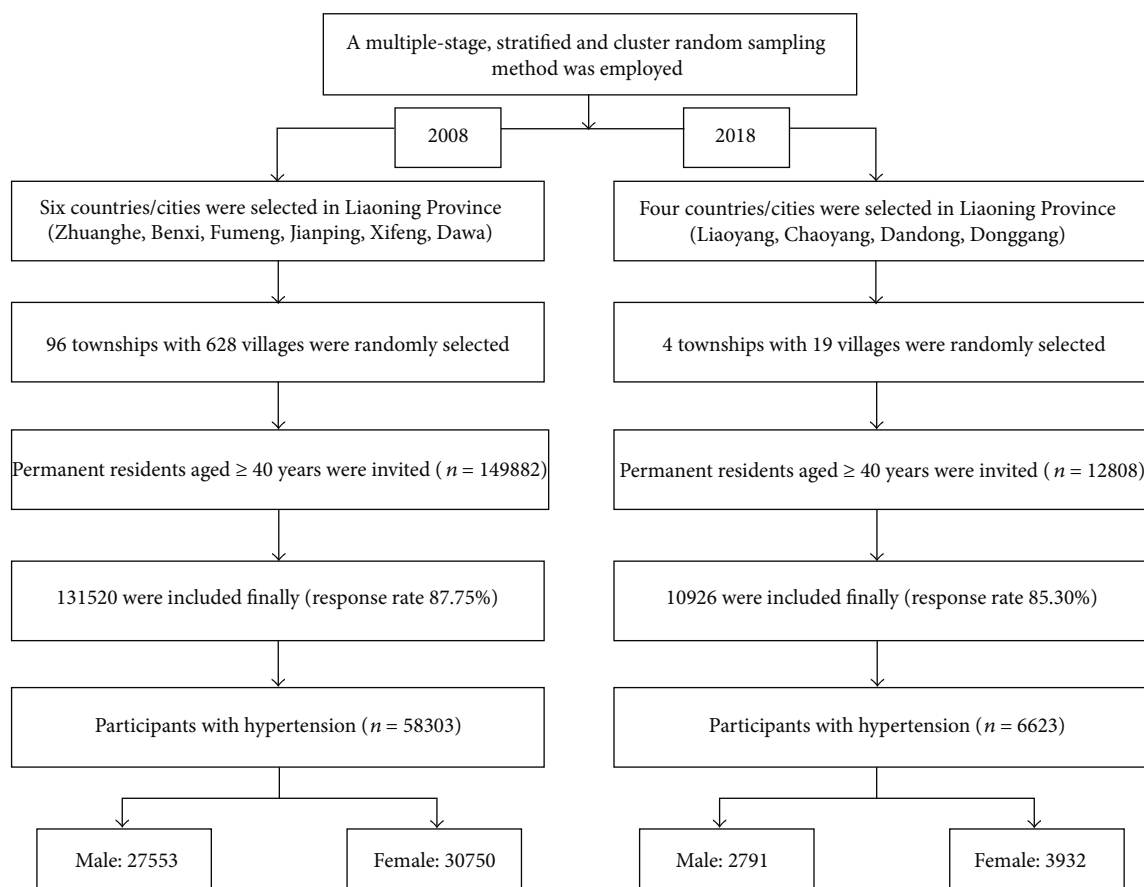 A multiple-stage, stratified and cluster random sampling
method was employed
2008
2018
Six countries/cities were selected in Liaoning Province
(Zhuanghe, Benxi, Fumeng, Jianping, Xifeng, Dawa)
Four countries/cities were selected in Liaoning Province
(Liaoyang, Chaoyang, Dandong, Donggang)
96 townships with 628 villages were randomly selected
4 townships with 19 villages were randomly selected
Permanent residents aged ≥ 40 years were invited (n = 149882)
Permanent residents aged ≥ 40 years were invited (n = 12808)
131520 were included finally (response rate 87.75%)
10926 were included finally (response rate 85.30%)
Participants with hypertension (n = 58303)
Participants with hypertension (n = 6623)
Male: 27553
Female: 30750
Male: 2791
Female: 3932